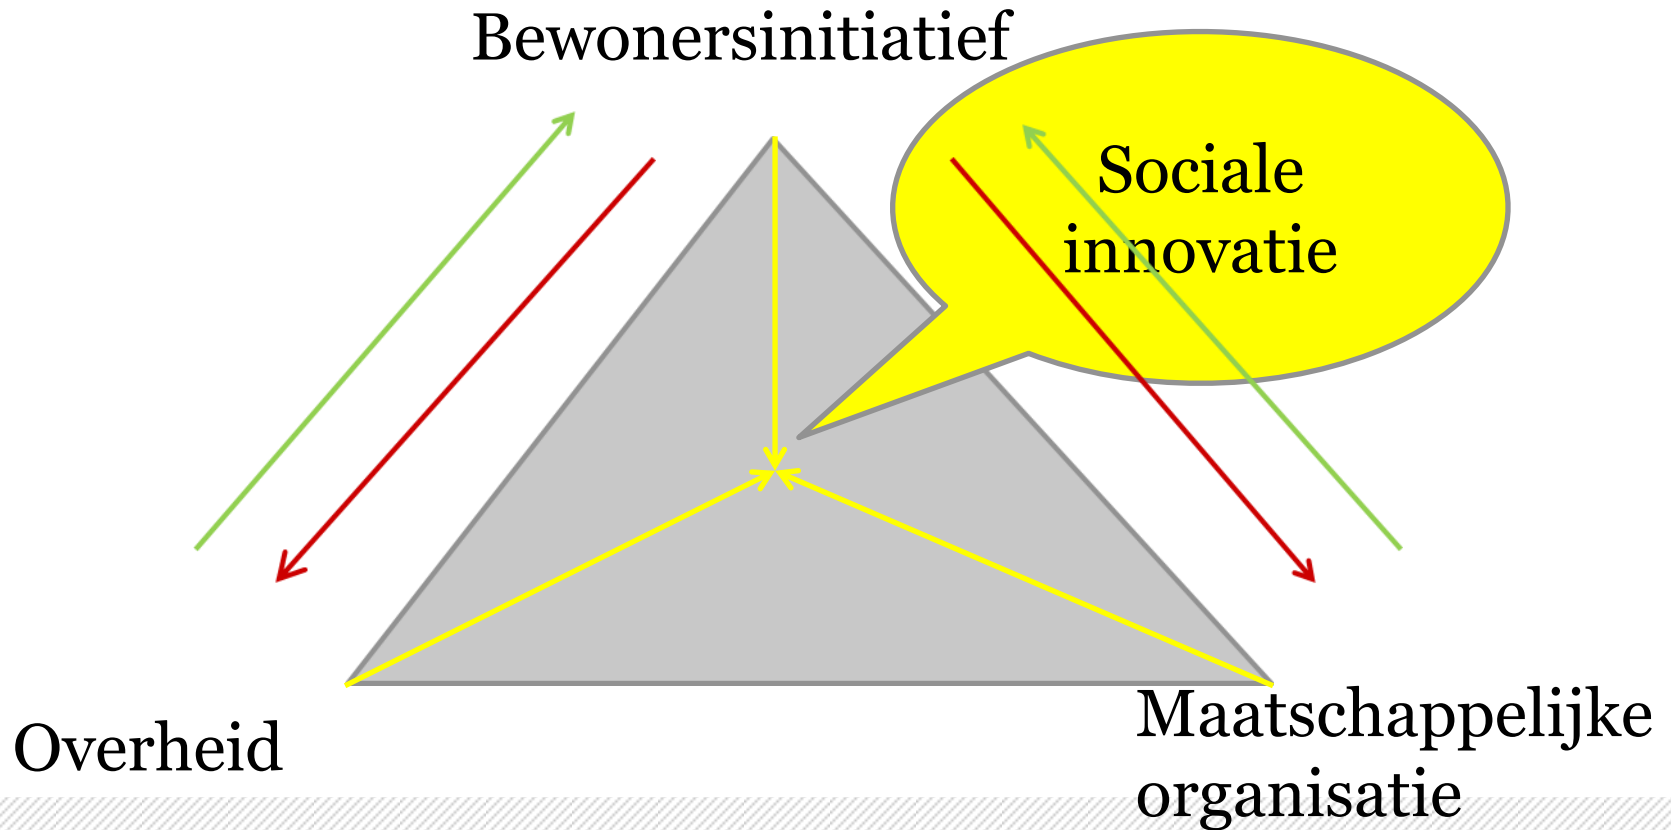 Bewonersinitiatief
Sociale
innovatie
Overheid
Maatschappelijke
organisatie